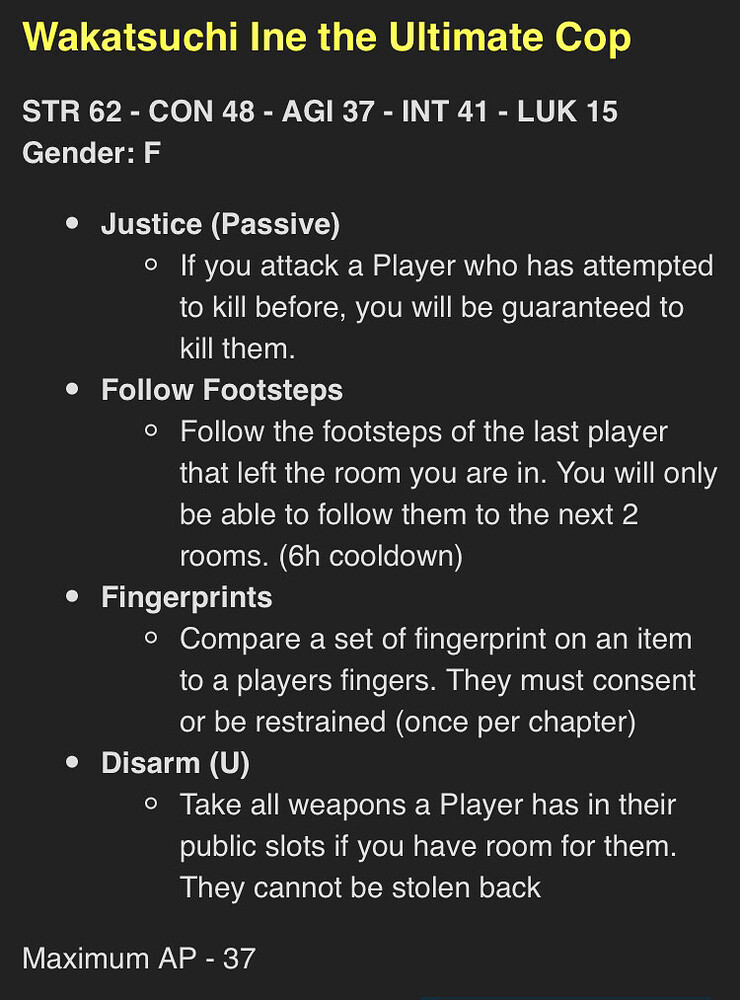 Wakatsuchi Ine the Ultimate Cop
STR 62 - CON 48 - AGI 37 - INT 41 - LUK 15
Gender: F
• Justice (Passive)
◦ If you attack a Player who has attempted
to kill before, you will be guaranteed to
kill them.
• Follow Footsteps
◦ Follow the footsteps of the last player
that left the room you are in. You will only
be able to follow them to the next 2
rooms. (6h cooldown)
• Fingerprints
◦ Compare a set of fingerprint on an item
to a players fingers. They must consent
or be restrained (once per chapter)
• Disarm (U)
◦ Take all weapons a Player has in their
public slots if you have room for them.
They cannot be stolen back
Maximum AP - 37